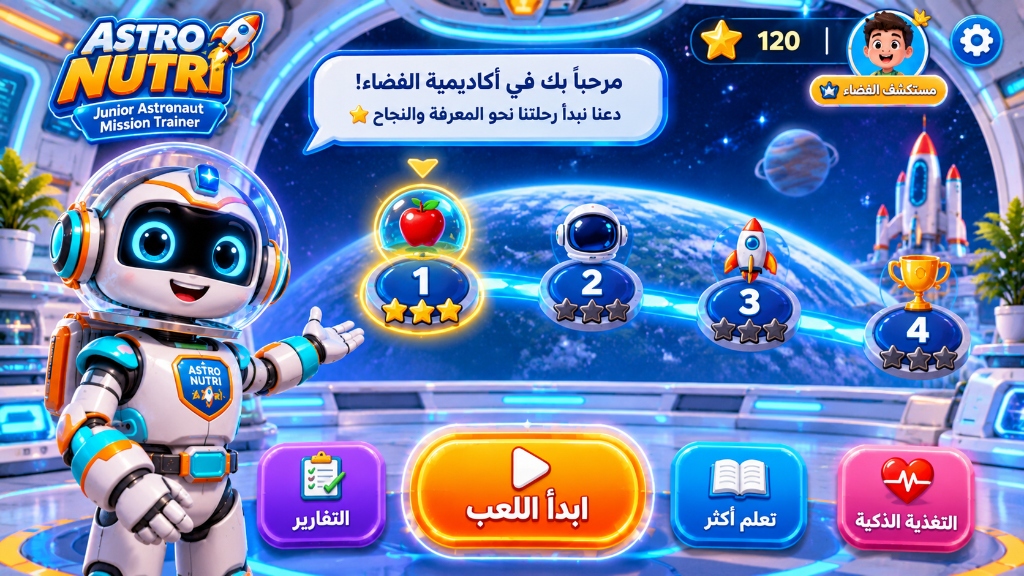 ASTRO
NUTRI
Junior Astronaut
Mission Trainer
مرحباً بك في أكاديمية الفضاء!
دعنا نبدأ رحلتنا نحو المعرفة والنجاح
120
مستكشف الفضاء
1
2
3
4
ASTRO
NUTRI
التفارير
ابدأ اللعب
تعلم أكثر
التغذية الذكية